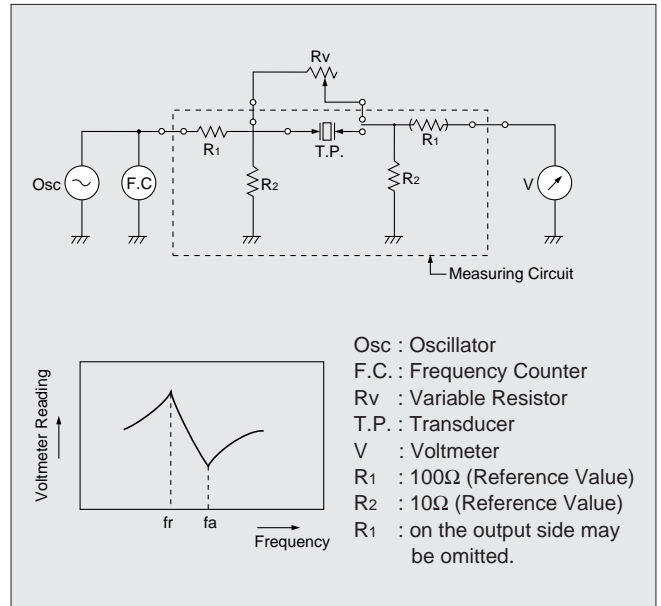 Rv
R1
T.P.
R1
Osc
F.C
R2
R2
V
Measuring Circuit
Voltmeter Reading
fr
fa
Frequency
Osc : Oscillator
F.C. : Frequency Counter
Rv : Variable Resistor
T.P. : Transducer
V : Voltmeter
R1 : 100Ω (Reference Value)
R2 : 10Ω (Reference Value)
R1 : on the output side may
be omitted.